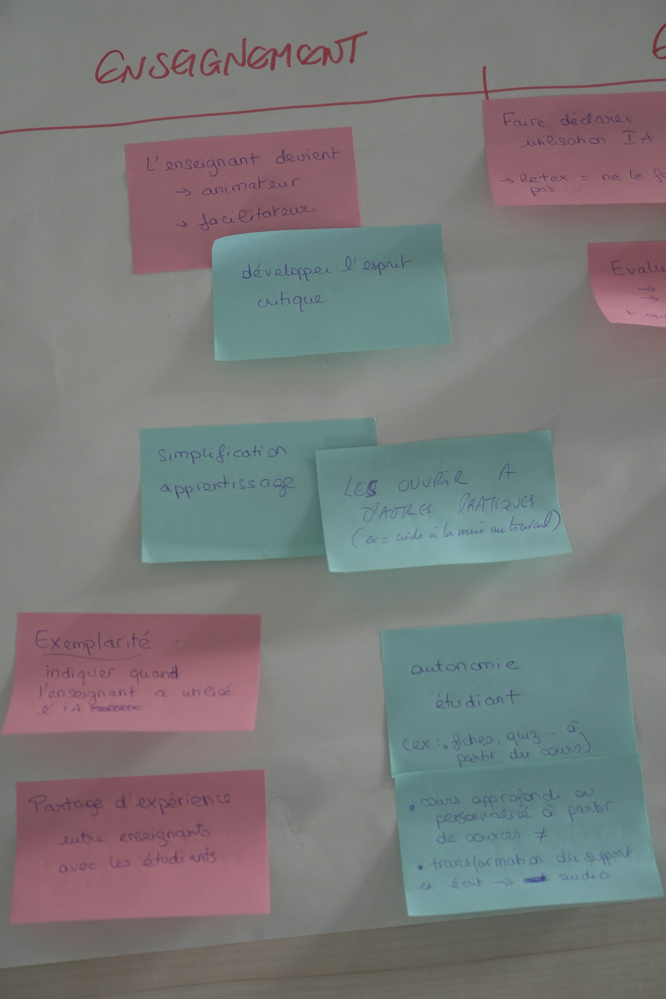 ENSEIGNEMENT
L'enseignant devient
→ animateur
→ facilitateur
développer l'esprit
critique
Simplification
apprentissage
LES OUVRIR A
D'AUTRES PRATIQUES
(ex = aide à la mise au travail)
Exemplarité :
indiquer quand
l'enseignant a utilisé
l'iA
Partage d'expérience
entre enseignants
avec les étudiants
autonomie
étudiant
(ex : • fiches, quiz... à
partir du cours)
• cours approfondi ou
personnalisé à partir
de sources ≠
• transformation du support
ex écrit → audio
Faire déclarer
utilisation IA
→ Retex = ne le
pas ...
Evalu
→
→
+